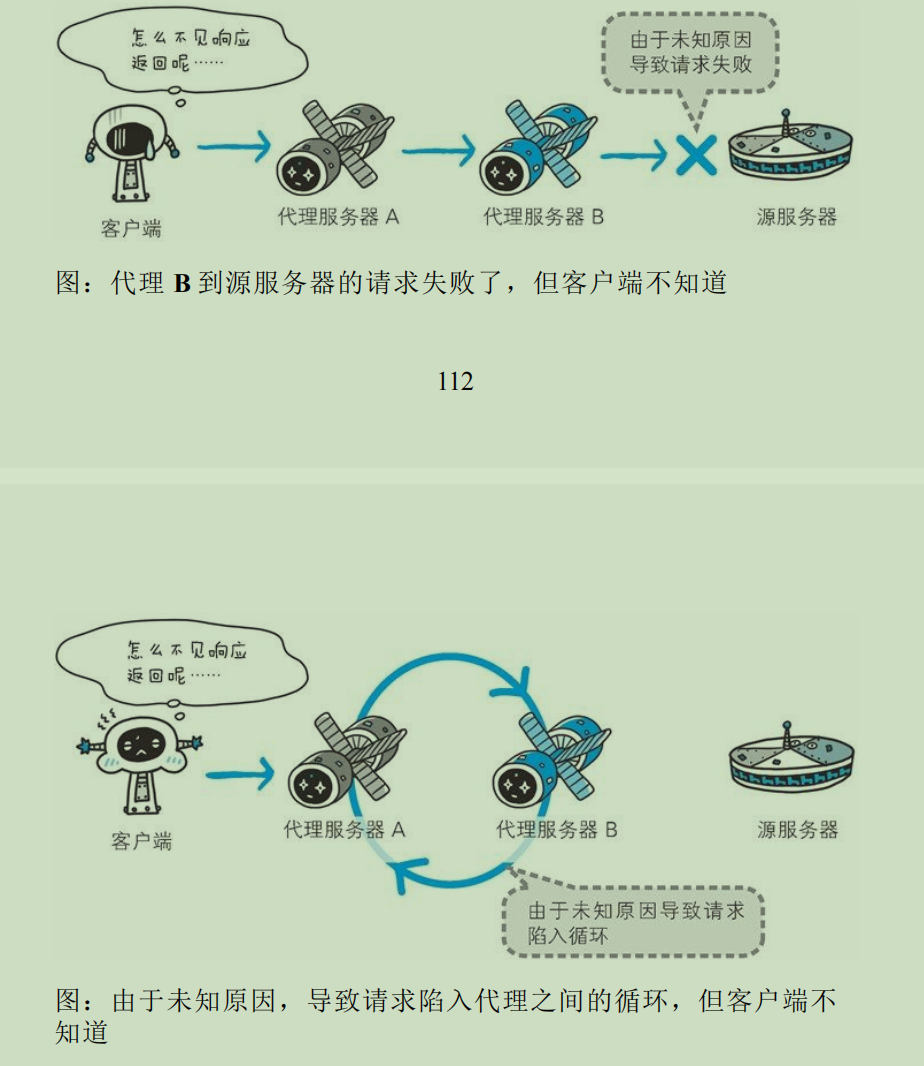 怎么不见响应
返回呢……
由于未知原因
导致请求失败
客户端
代理服务器 A
代理服务器 B
源服务器
图：代理 B 到源服务器的请求失败了，但客户端不知道
112
怎么不见响应
返回呢……
客户端
代理服务器 A
代理服务器 B
源服务器
由于未知原因导致请求
陷入循环
图：由于未知原因，导致请求陷入代理之间的循环，但客户端不
知道